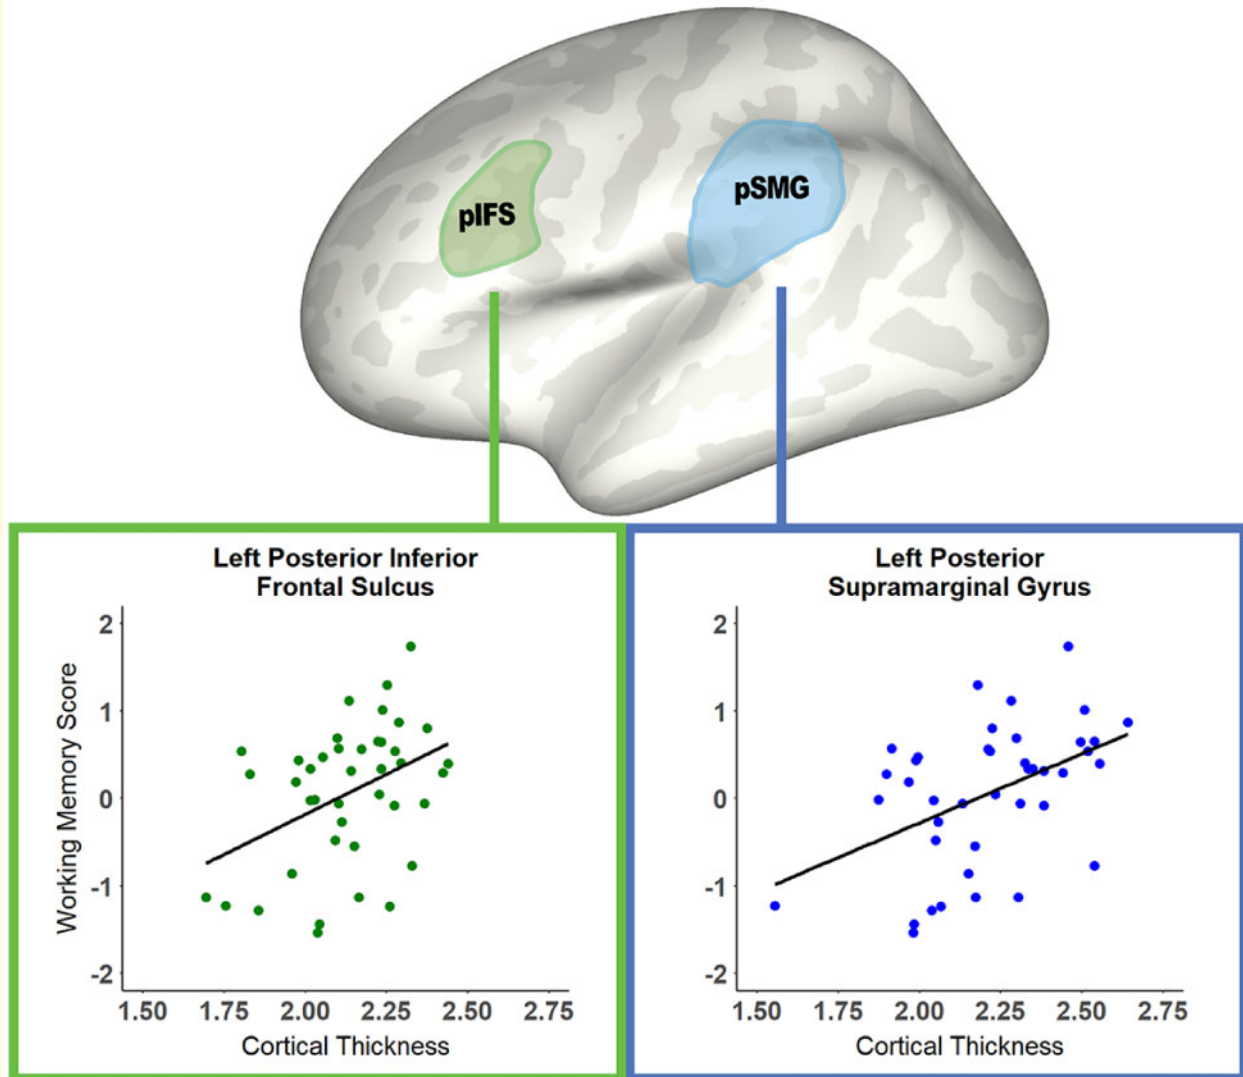 pIFS
pSMG
Left Posterior Inferior
Frontal Sulcus
Working Memory Score
2
1
0
-1
-2
1.50 1.75 2.00 2.25 2.50 2.75
Cortical Thickness
Left Posterior
Supramarginal Gyrus
2
1
0
-1
-2
1.50 1.75 2.00 2.25 2.50 2.75
Cortical Thickness